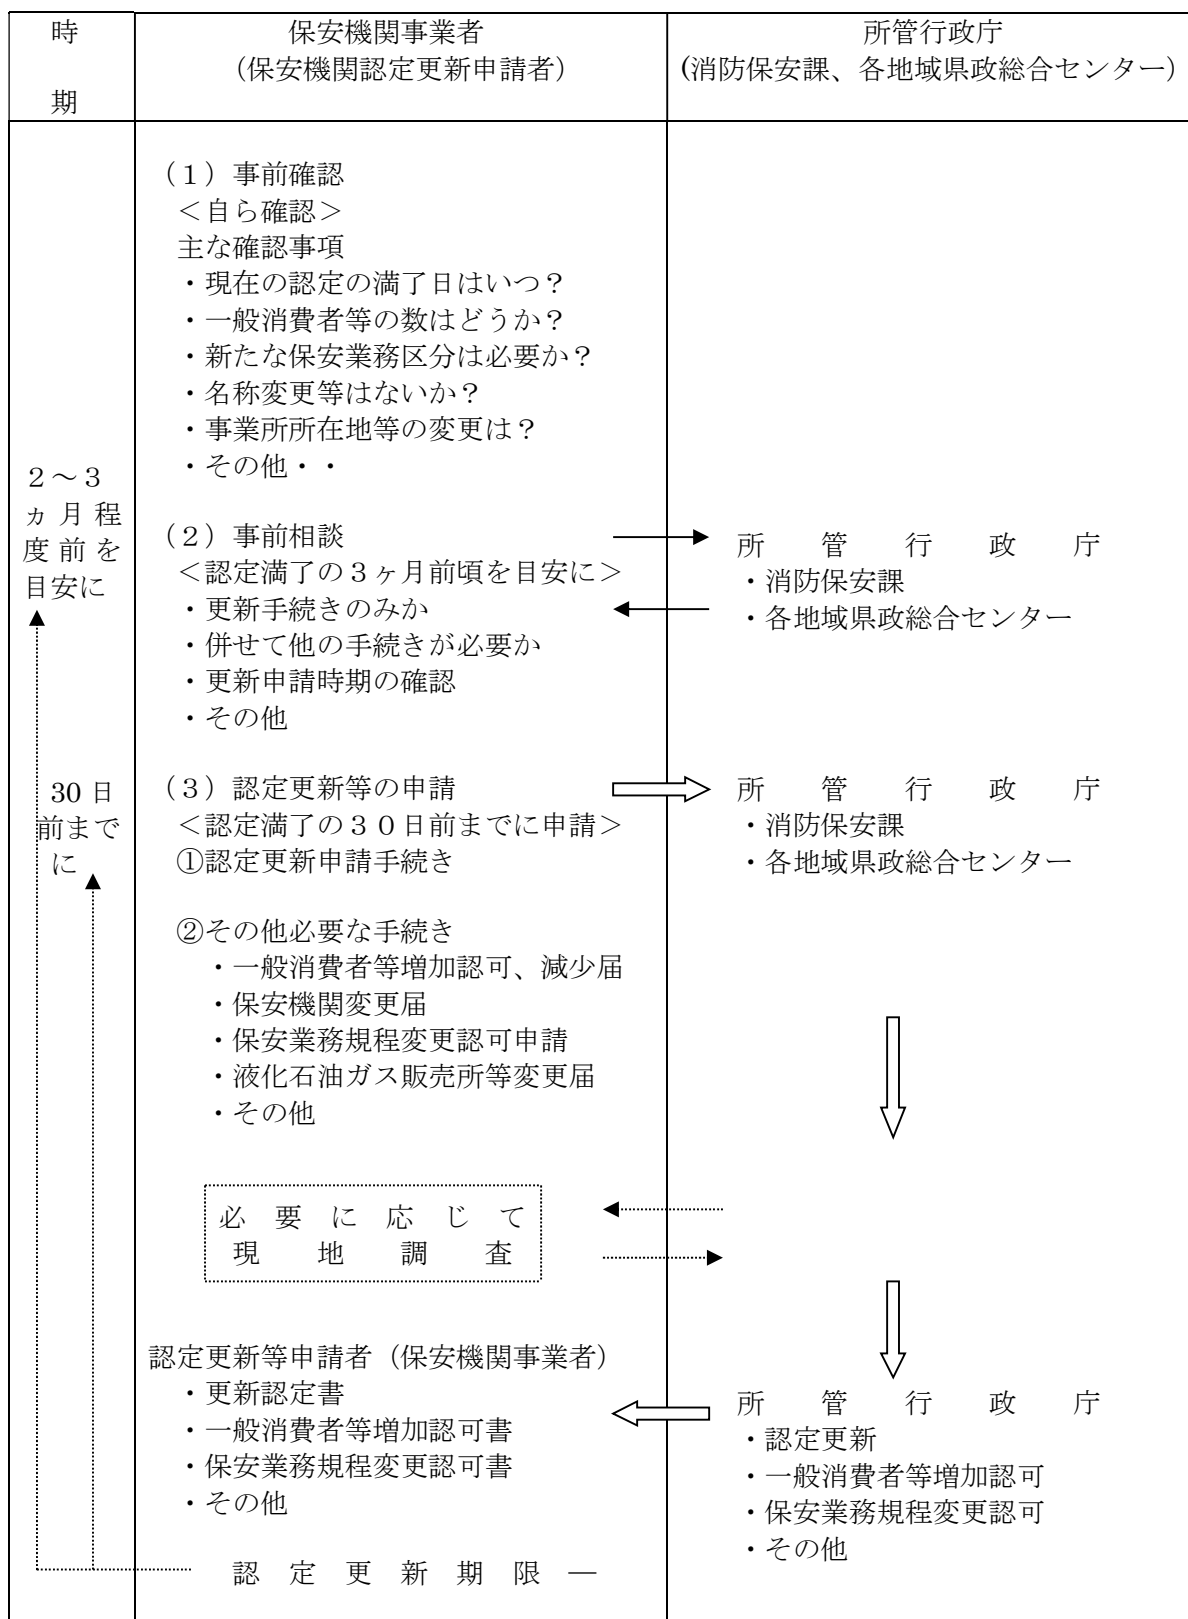 時
期
保安機関事業者
（保安機関認定更新申請者）
所管行政庁
(消防保安課、各地域県政総合センター）
（１）事前確認
＜自ら確認＞
主な確認事項
・現在の認定の満了日はいつ？
・一般消費者等の数はどうか？
・新たな保安業務区分は必要か？
・名称変更等はないか？
・事業所所在地等の変更は？
・その他・・
２～３
ヵ月程
度前を
目安に
（２）事前相談
＜認定満了の３ヶ月前頃を目安に＞
・更新手続きのみか
・併せて他の手続きが必要か
・更新申請時期の確認
・その他
所管行政庁
・消防保安課
・各地域県政総合センター
30 日
前まで
に
（３）認定更新等の申請
＜認定満了の３０日前までに申請＞
①認定更新申請手続き
②その他必要な手続き
・一般消費者等増加認可、減少届
・保安機関変更届
・保安業務規程変更認可申請
・液化石油ガス販売所等変更届
・その他
所管行政庁
・消防保安課
・各地域県政総合センター
必要に応じて
現地調査
認定更新等申請者（保安機関事業者）
・更新認定書
・一般消費者等増加認可書
・保安業務規程変更認可書
・その他
所管行政庁
・認定更新
・一般消費者等増加認可
・保安業務規程変更認可
・その他
認定更新期限―